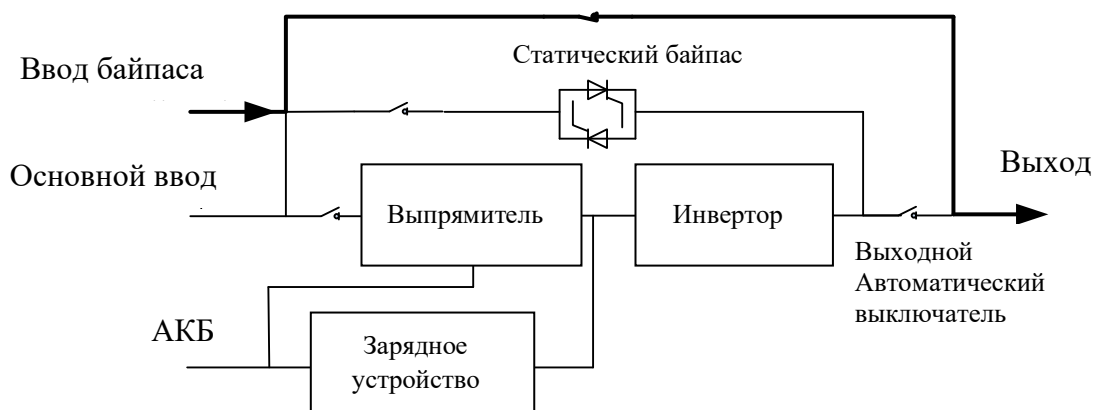 Статический байпас
Ввод байпаса
Основной ввод
Выход
Выпрямитель
Инвертор
Выходной
Автоматический
выключатель
АКБ
Зарядное
устройство